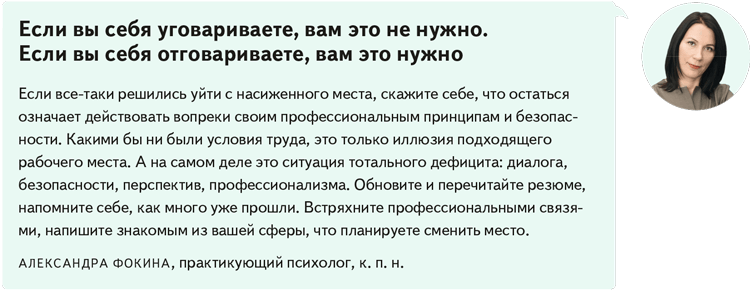 Если вы себя уговариваете, вам это не нужно.
Если вы себя отговариваете, вам это нужно
Если все-таки решились уйти с насиженного места, скажите себе, что остаться
означает действовать вопреки своим профессиональным принципам и безопас-
ности. Какими бы ни были условия труда, это только иллюзия подходящего
рабочего места. А на самом деле это ситуация тотального дефицита: диалога,
безопасности, перспектив, профессионализма. Обновите и перечитайте резюме,
напомните себе, как много уже прошли. Встряхните профессиональными связя-
ми, напишите знакомым из вашей сферы, что планируете сменить место.
АЛЕКСАНДРА ФОКИНА, практикующий психолог, к. п. н.